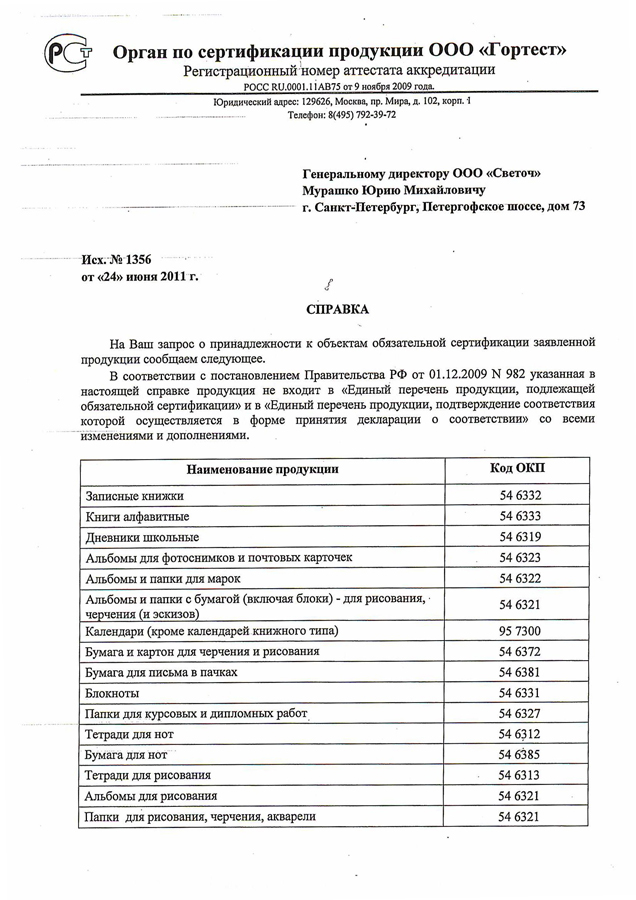 РСТ
Орган по сертификации продукции ООО «Гортест»
Регистрационный номер аттестата аккредитации
РОСС RU.0001.11АВ75 от 9 ноября 2009 года.
Юридический адрес: 129626, Москва, пр. Мира, д. 102, корп. 1
Телефон: 8(495) 792-39-72
Генеральному директору ООО «Светоч»
Мурашко Юрию Михайловичу
г. Санкт-Петербург, Петергофское шоссе, дом 73
Исх. № 1356
от «24» июня 2011 г.
СПРАВКА
На Ваш запрос о принадлежности к объектам обязательной сертификации заявленной
продукции сообщаем следующее.
В соответствии с постановлением Правительства РФ от 01.12.2009 N 982 указанная в
настоящей справке продукция не входит в «Единый перечень продукции, подлежащей
обязательной сертификации» и в «Единый перечень продукции, подтверждение соответствия
которой осуществляется в форме принятия декларации о соответствии» со всеми
изменениями и дополнениями.
Наименование продукции Код ОКП
Записные книжки 54 6332
Книги алфавитные 54 6333
Дневники школьные 54 6319
Альбомы для фотоснимков и почтовых карточек 54 6323
Альбомы и папки для марок 54 6322
Альбомы и папки с бумагой (включая блоки) - для рисования,
черчения (и эскизов) 54 6321
Календари (кроме календарей книжного типа) 95 7300
Бумага и картон для черчения и рисования 54 6372
Бумага для письма в пачках 54 6381
Блокноты 54 6331
Папки для курсовых и дипломных работ 54 6327
Тетради для нот 54 6312
Бумага для нот 54 6385
Тетради для рисования 54 6313
Альбомы для рисования 54 6321
Папки для рисования, черчения, акварели 54 6321